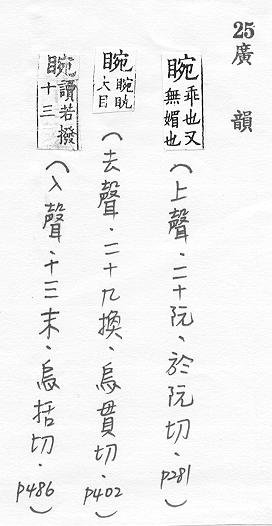 25 廣韻
睕乖也又無媚也（上聲、二十阮、於阮切、p281）
睕睕睆大目（去聲、二十九換、烏貫切、p402）
睕讀若撥十三（入聲、十三末、烏括切、p486）